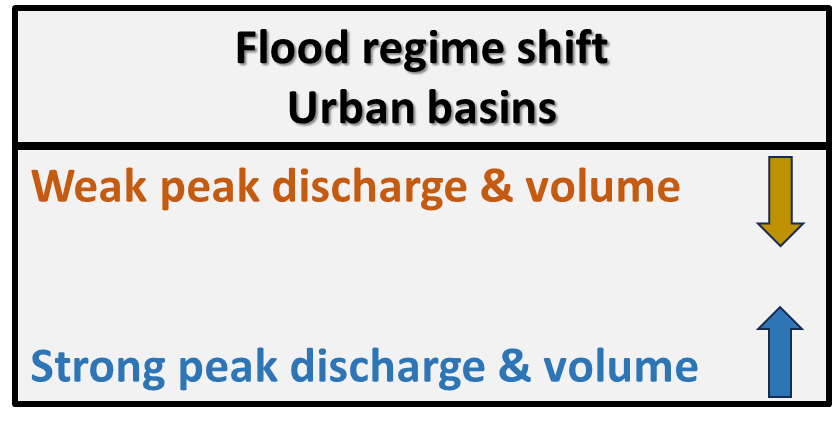 Flood regime shift
Urban basins
Weak peak discharge & volume
Strong peak discharge & volume